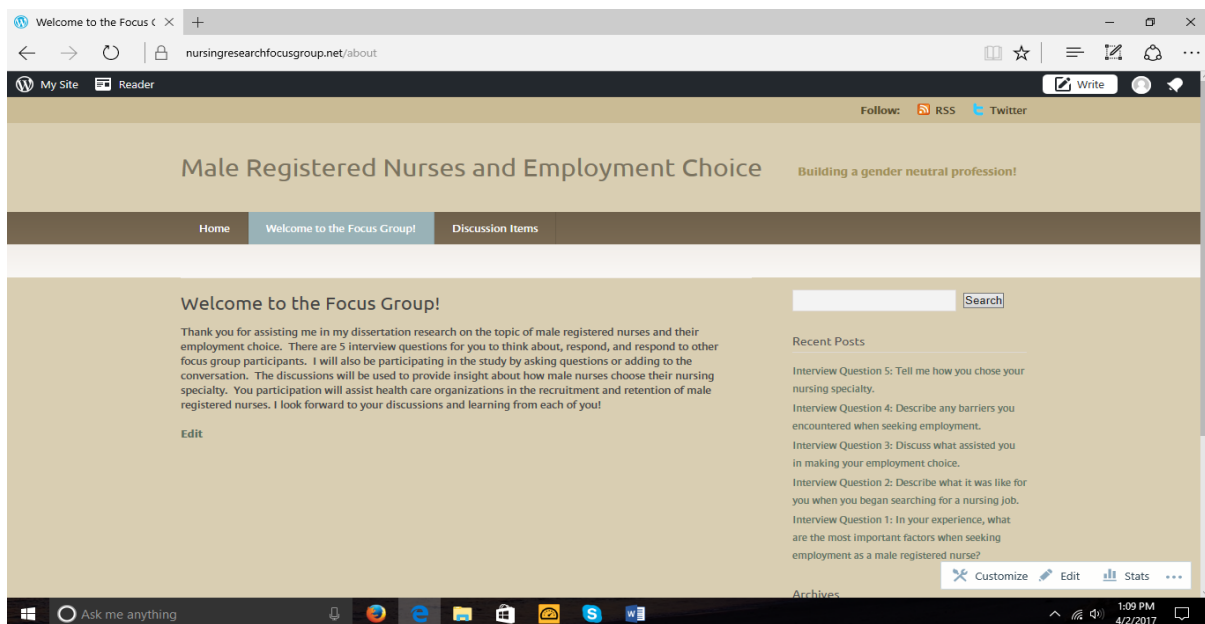 Welcome to the Focus G
nursingresearchfocusgroup.net/about
My Site Reader Write
Follow: RSS Twitter
Male Registered Nurses and Employment Choice
Building a gender neutral profession!
Home Welcome to the Focus Group! Discussion Items
Welcome to the Focus Group!
Thank you for assisting me in my dissertation research on the topic of male registered nurses and their
employment choice. There are 5 interview questions for you to think about, respond, and respond to other
focus group participants. I will also be participating in the study by asking questions or adding to the
conversation. The discussions will be used to provide insight about how male nurses choose their nursing
specialty. You participation will assist health care organizations in the recruitment and retention of male
registered nurses. I look forward to your discussions and learning from each of you!
Edit
Search
Recent Posts
Interview Question 5: Tell me how you chose your
nursing specialty.
Interview Question 4: Describe any barriers you
encountered when seeking employment.
Interview Question 3: Discuss what assisted you
in making your employment choice.
Interview Question 2: Describe what it was like for
you when you began searching for a nursing job.
Interview Question 1: In your experience, what
are the most important factors when seeking
employment as a male registered nurse?
Archives
Customize Edit Stats
Ask me anything
1:09 PM
4/2/2017